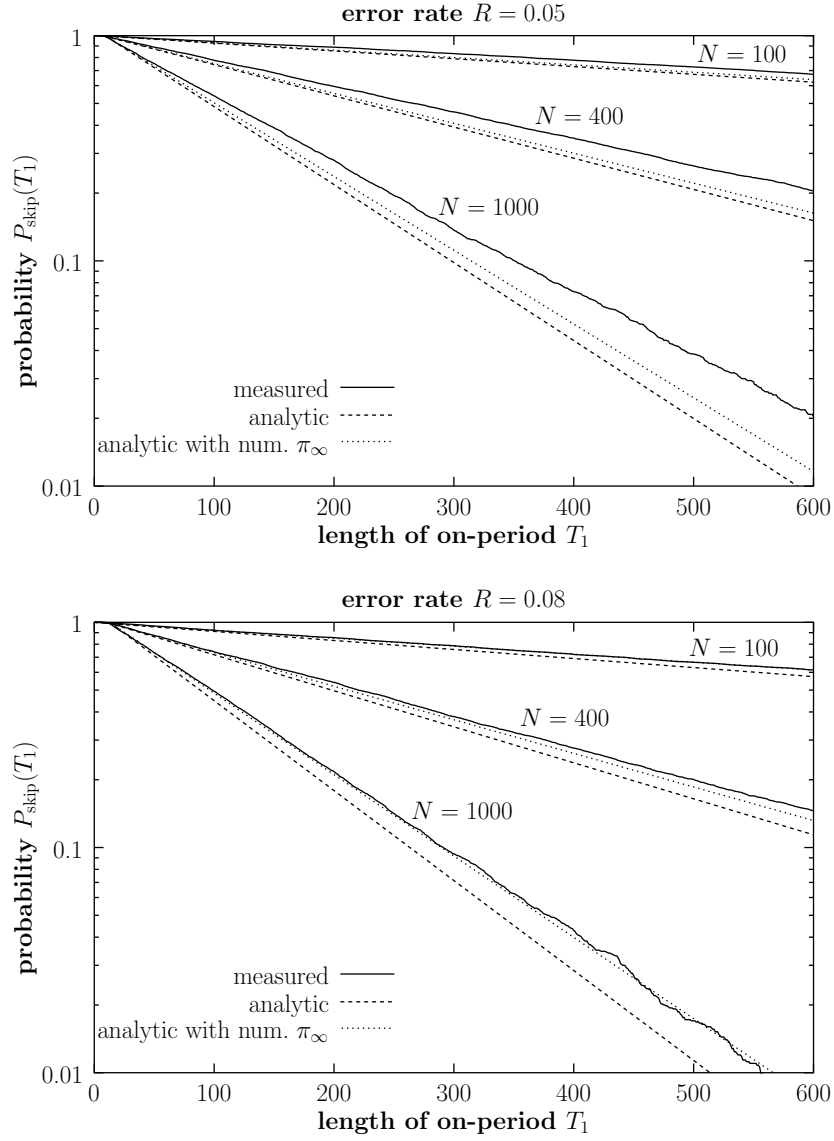 error rate R = 0.05
1
0.1
0.01
probability P_skip(T_1)
N = 100
N = 400
N = 1000
measured
analytic
analytic with num. π_∞
0 100 200 300 400 500 600
length of on-period T_1
error rate R = 0.08
1
0.1
0.01
probability P_skip(T_1)
N = 100
N = 400
N = 1000
measured
analytic
analytic with num. π_∞
0 100 200 300 400 500 600
length of on-period T_1